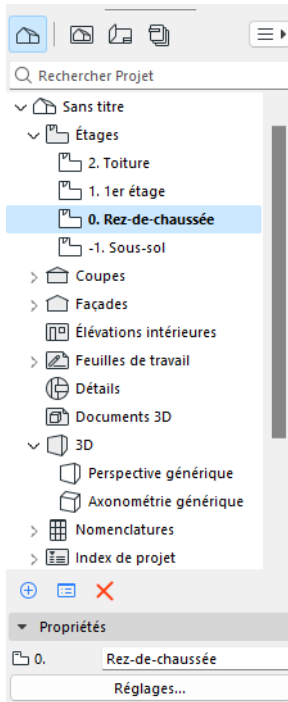 Rechercher Projet
Sans titre
Étages
2. Toiture
1. 1er étage
0. Rez-de-chaussée
-1. Sous-sol
Coupes
Façades
Élévations intérieures
Feuilles de travail
Détails
Documents 3D
3D
Perspective générique
Axonométrie générique
Nomenclatures
Index de projet
Propriétés
0. Rez-de-chaussée
Réglages...